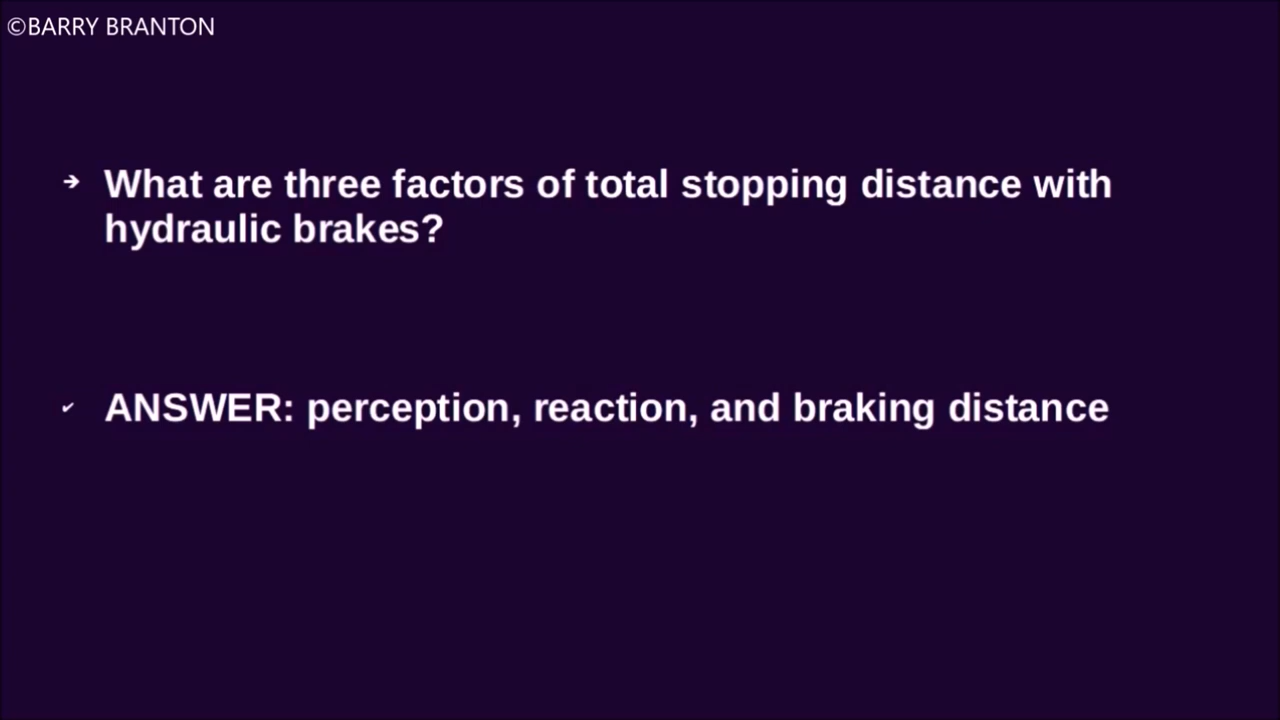 ©BARRY BRANTON
➔ What are three factors of total stopping distance with
hydraulic brakes?
✔ ANSWER: perception, reaction, and braking distance